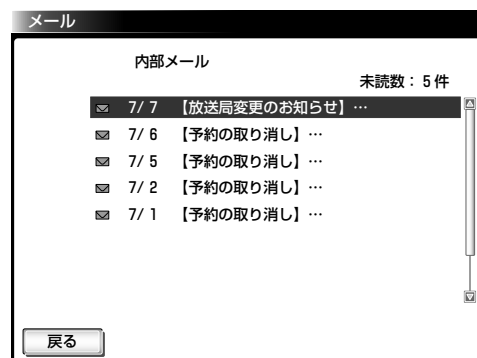 メール
内部メール
未読数：5件
7/ 7 【放送局変更のお知らせ】…
7/ 6 【予約の取り消し】…
7/ 5 【予約の取り消し】…
7/ 2 【予約の取り消し】…
7/ 1 【予約の取り消し】…
戻る